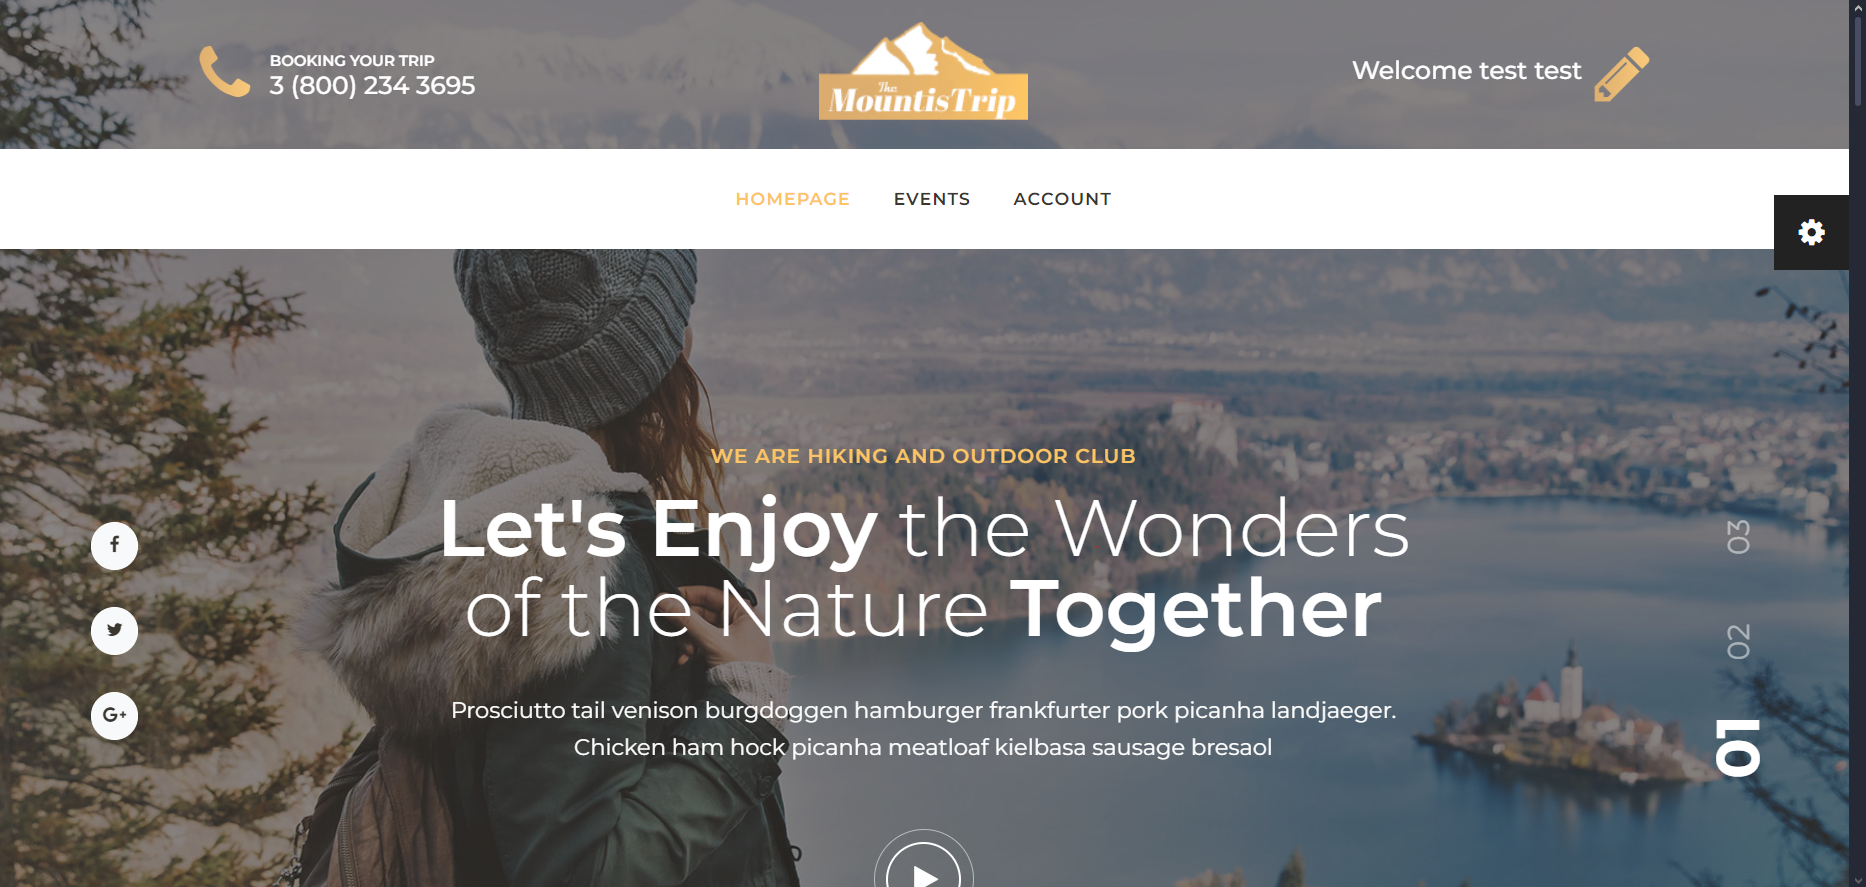 BOOKING YOUR TRIP
3 (800) 234 3695
The
MountisTrip
Welcome test test
HOMEPAGE EVENTS ACCOUNT
WE ARE HIKING AND OUTDOOR CLUB
Let's Enjoy the Wonders
of the Nature Together
Prosciutto tail venison burgdoggen hamburger frankfurter pork picanha landjaeger.
Chicken ham hock picanha meatloaf kielbasa sausage bresaol
f
G+
03
02
01